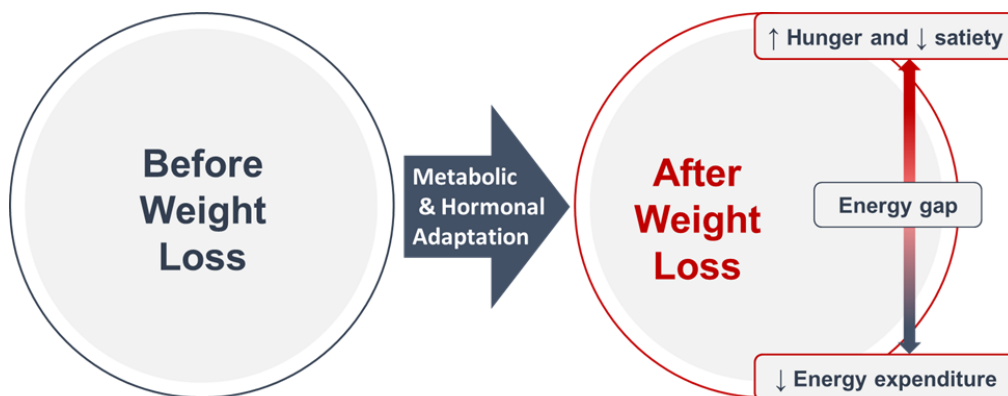 Before
Weight
Loss
Metabolic
& Hormonal
Adaptation
After
Weight
Loss
↑ Hunger and ↓ satiety
Energy gap
↓ Energy expenditure